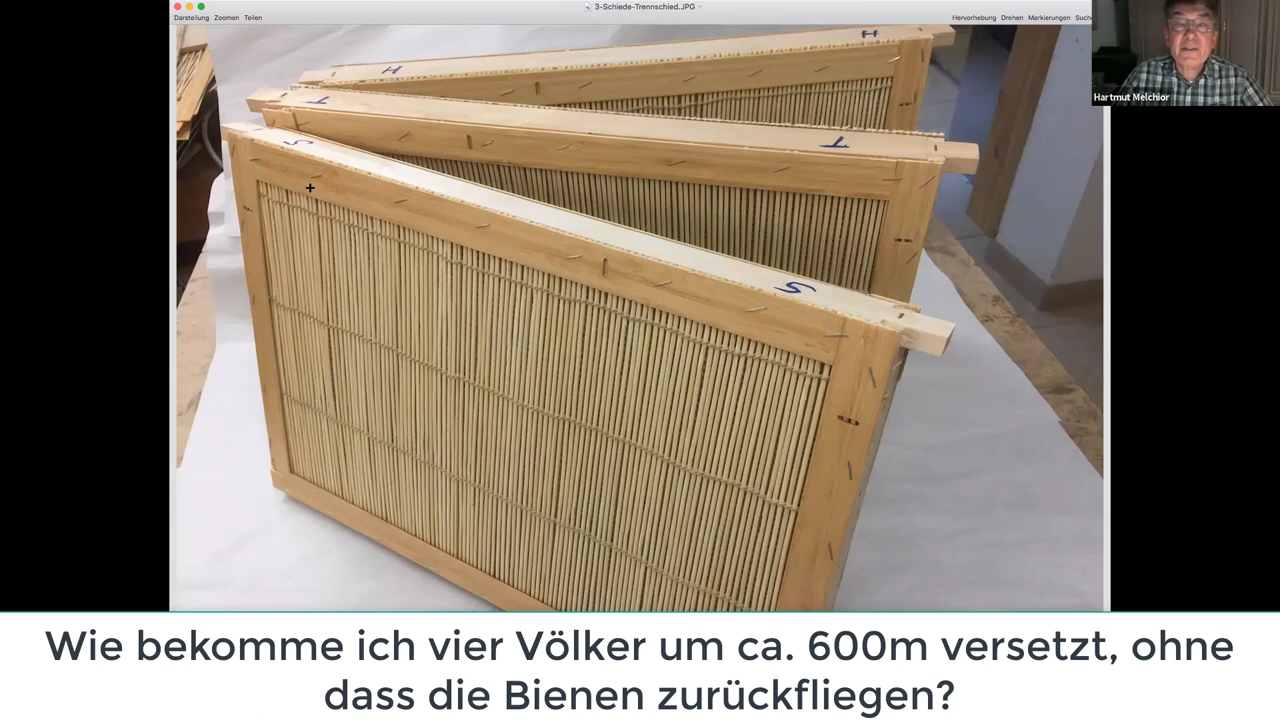 3-Schiede-Trennschied.JPG
Darstellung Zoomen Teilen
Hervorhebung Drehen Markierungen Such
Hartmut Melchior
H
H
T
T
S
S
Wie bekomme ich vier Völker um ca. 600m versetzt, ohne
dass die Bienen zurückfliegen?